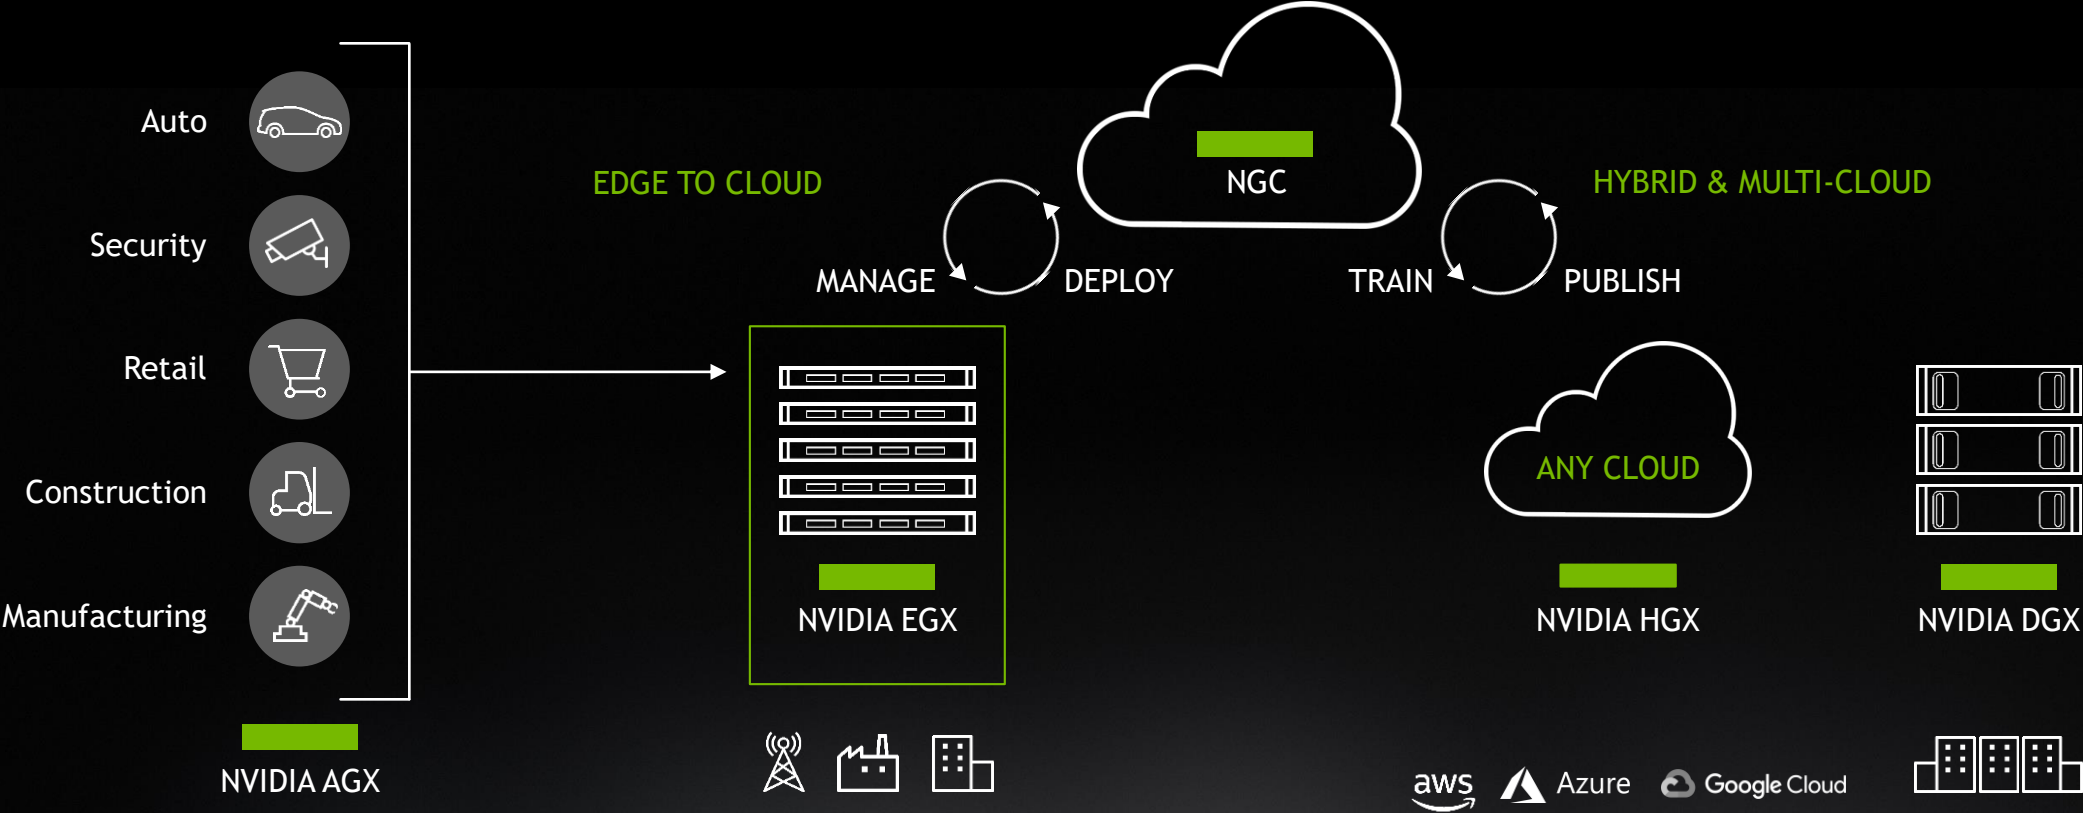 Auto
Security
Retail
Construction
Manufacturing
NVIDIA AGX
EDGE TO CLOUD
NGC
HYBRID & MULTI-CLOUD
MANAGE
DEPLOY
TRAIN
PUBLISH
NVIDIA EGX
ANY CLOUD
NVIDIA HGX
NVIDIA DGX
aws
Azure
Google Cloud